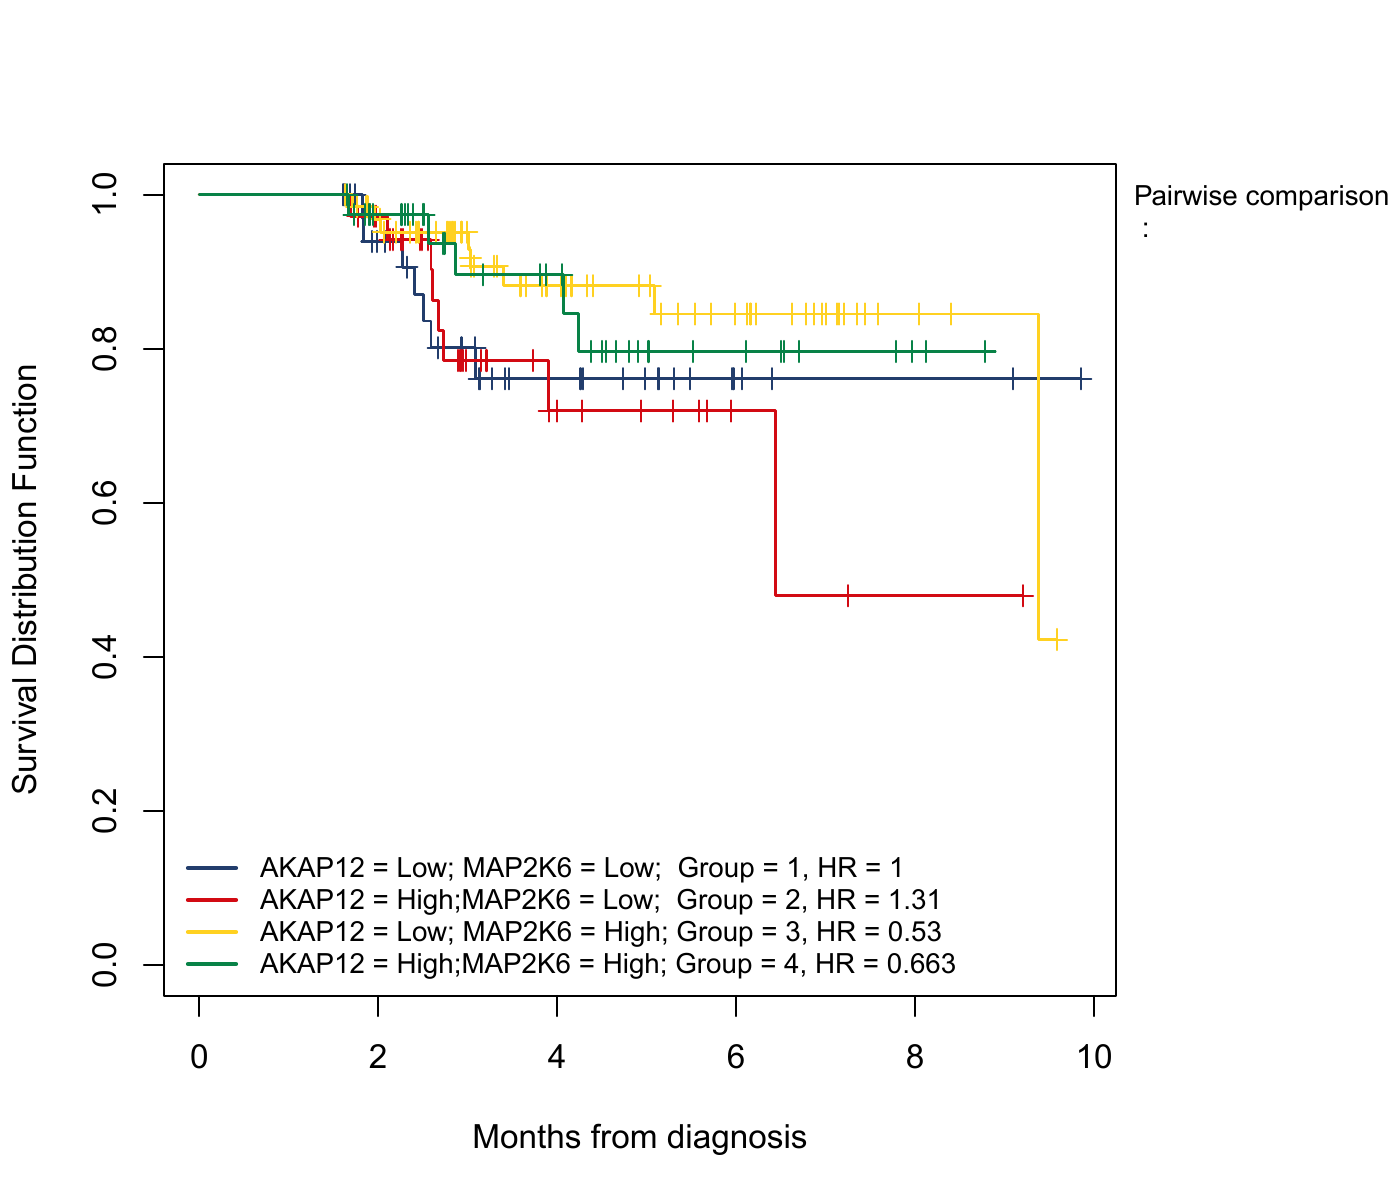 Pairwise comparison
:
Survival Distribution Function
1.0
0.8
0.6
0.4
0.2
0.0
AKAP12 = Low; MAP2K6 = Low;  Group = 1, HR = 1
AKAP12 = High;MAP2K6 = Low;  Group = 2, HR = 1.31
AKAP12 = Low; MAP2K6 = High; Group = 3, HR = 0.53
AKAP12 = High;MAP2K6 = High; Group = 4, HR = 0.663
0 2 4 6 8 10
Months from diagnosis